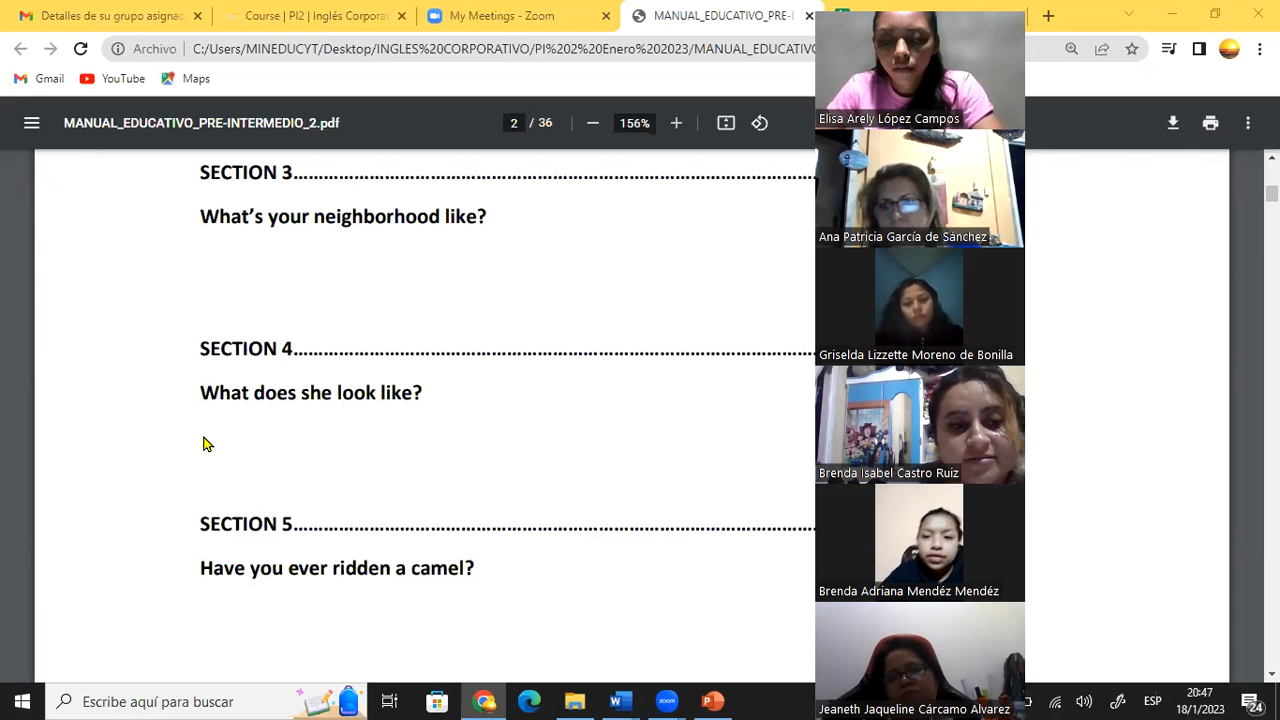 Detalles de su grupo asignado
Course | PI2 | Inglés Corporat
My Meetings - Zoom
MANUAL_EDUCATIVO_PRE-I
Archivo
C:/Users/MINEDUCYT/Desktop/INGLES%20CORPORATIVO/PI%202%20Enero%202023/MANUAL_EDUCATIVO
Gmail
YouTube
Maps
MANUAL_EDUCATIVO_PRE-INTERMEDIO_2.pdf
2 / 36
156%
SECTION 3
What's your neighborhood like?
SECTION 4
What does she look like?
SECTION 5
Have you ever ridden a camel?
Elisa Arely López Campos
Ana Patricia García de Sánchez
Griselda Lizzette Moreno de Bonilla
Brenda Isabel Castro Ruiz
Brenda Adriana Mendéz Mendéz
Jeaneth Jaqueline Cárcamo Alvarez
Escribe aquí para buscar
zoom
ESP
20:47
18/1/2023
24